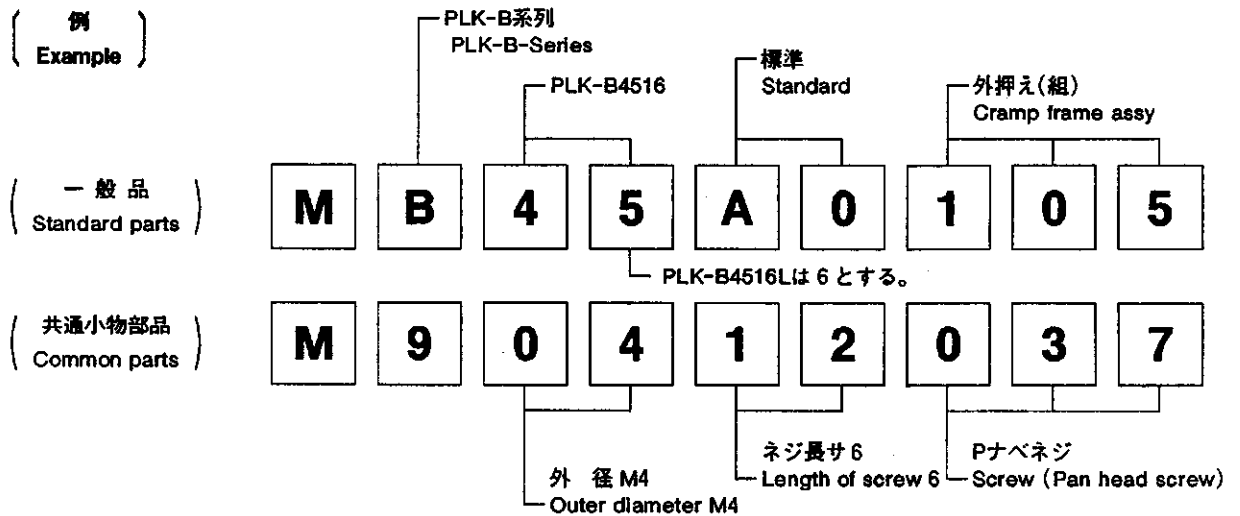 例
Example
PLK-B系列
PLK-B-Series
PLK-B4516
標準
Standard
外押え(組)
Cramp frame assy
一般品
Standard parts
M B 4 5 A 0 1 0 5
PLK-B4516Lは6とする。
共通小物部品
Common parts
M 9 0 4 1 2 0 3 7
外 径 M4
Outer diameter M4
ネジ長サ6
Length of screw 6
Pナベネジ
Screw (Pan head screw)